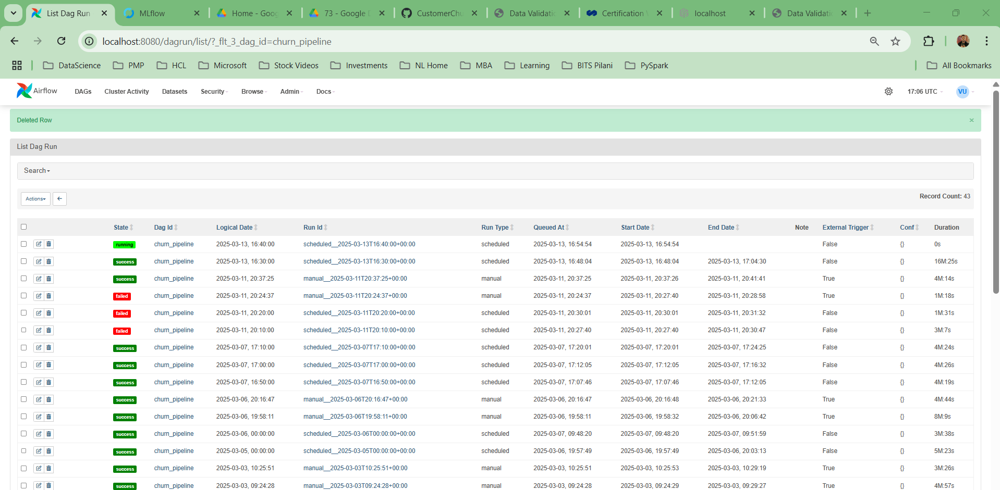 List Dag Run
MLflow
Home - Goog
73 - Google D
CustomerChu
Data Validatio
Certification V
localhost
Data Validatio
localhost:8080/dagrun/list/?_flt_3_dag_id=churn_pipeline
DataScience PMP HCL Microsoft Stock Videos Investments NL Home MBA Learning BITS Pilani PySpark All Bookmarks
Airflow DAGs Cluster Activity Datasets Security Browse Admin Docs 17:06 UTC VU
Deleted Row ×
List Dag Run
Search
Actions Record Count: 43
State Dag Id Logical Date Run Id Run Type Queued At Start Date End Date Note External Trigger Conf Duration
running churn_pipeline 2025-03-13, 16:40:00 scheduled__2025-03-13T16:40:00+00:00 scheduled 2025-03-13, 16:54:54 2025-03-13, 16:54:54 False {} 0s
success churn_pipeline 2025-03-13, 16:30:00 scheduled__2025-03-13T16:30:00+00:00 scheduled 2025-03-13, 16:48:04 2025-03-13, 16:48:04 2025-03-13, 17:04:30 False {} 16M:25s
success churn_pipeline 2025-03-11, 20:37:25 manual__2025-03-11T20:37:25+00:00 manual 2025-03-11, 20:37:25 2025-03-11, 20:37:26 2025-03-11, 20:41:41 True {} 4M:14s
failed churn_pipeline 2025-03-11, 20:24:37 manual__2025-03-11T20:24:37+00:00 manual 2025-03-11, 20:24:37 2025-03-11, 20:27:40 2025-03-11, 20:28:58 True {} 1M:18s
failed churn_pipeline 2025-03-11, 20:20:00 scheduled__2025-03-11T20:20:00+00:00 scheduled 2025-03-11, 20:30:01 2025-03-11, 20:30:01 2025-03-11, 20:31:32 False {} 1M:31s
failed churn_pipeline 2025-03-11, 20:10:00 scheduled__2025-03-11T20:10:00+00:00 scheduled 2025-03-11, 20:27:40 2025-03-11, 20:27:40 2025-03-11, 20:30:47 False {} 3M:7s
success churn_pipeline 2025-03-07, 17:10:00 scheduled__2025-03-07T17:10:00+00:00 scheduled 2025-03-07, 17:20:01 2025-03-07, 17:20:01 2025-03-07, 17:24:25 False {} 4M:24s
success churn_pipeline 2025-03-07, 17:00:00 scheduled__2025-03-07T17:00:00+00:00 scheduled 2025-03-07, 17:12:05 2025-03-07, 17:12:05 2025-03-07, 17:16:32 False {} 4M:26s
success churn_pipeline 2025-03-07, 16:50:00 scheduled__2025-03-07T16:50:00+00:00 scheduled 2025-03-07, 17:07:46 2025-03-07, 17:07:46 2025-03-07, 17:12:05 False {} 4M:19s
success churn_pipeline 2025-03-06, 20:16:47 manual__2025-03-06T20:16:47+00:00 manual 2025-03-06, 20:16:47 2025-03-06, 20:16:48 2025-03-06, 20:21:33 True {} 4M:44s
success churn_pipeline 2025-03-06, 19:58:11 manual__2025-03-06T19:58:11+00:00 manual 2025-03-06, 19:58:11 2025-03-06, 19:58:32 2025-03-06, 20:06:42 True {} 8M:9s
success churn_pipeline 2025-03-06, 00:00:00 scheduled__2025-03-06T00:00:00+00:00 scheduled 2025-03-07, 09:48:20 2025-03-07, 09:48:20 2025-03-07, 09:51:59 False {} 3M:38s
success churn_pipeline 2025-03-05, 00:00:00 scheduled__2025-03-05T00:00:00+00:00 scheduled 2025-03-06, 19:57:49 2025-03-06, 19:57:49 2025-03-06, 20:03:13 False {} 5M:23s
success churn_pipeline 2025-03-03, 10:25:51 manual__2025-03-03T10:25:51+00:00 manual 2025-03-03, 10:25:51 2025-03-03, 10:25:53 2025-03-03, 10:29:19 True {} 3M:26s
success churn_pipeline 2025-03-03, 09:24:28 manual__2025-03-03T09:24:28+00:00 manual 2025-03-03, 09:24:28 2025-03-03, 09:24:29 2025-03-03, 09:29:27 True {} 4M:57s